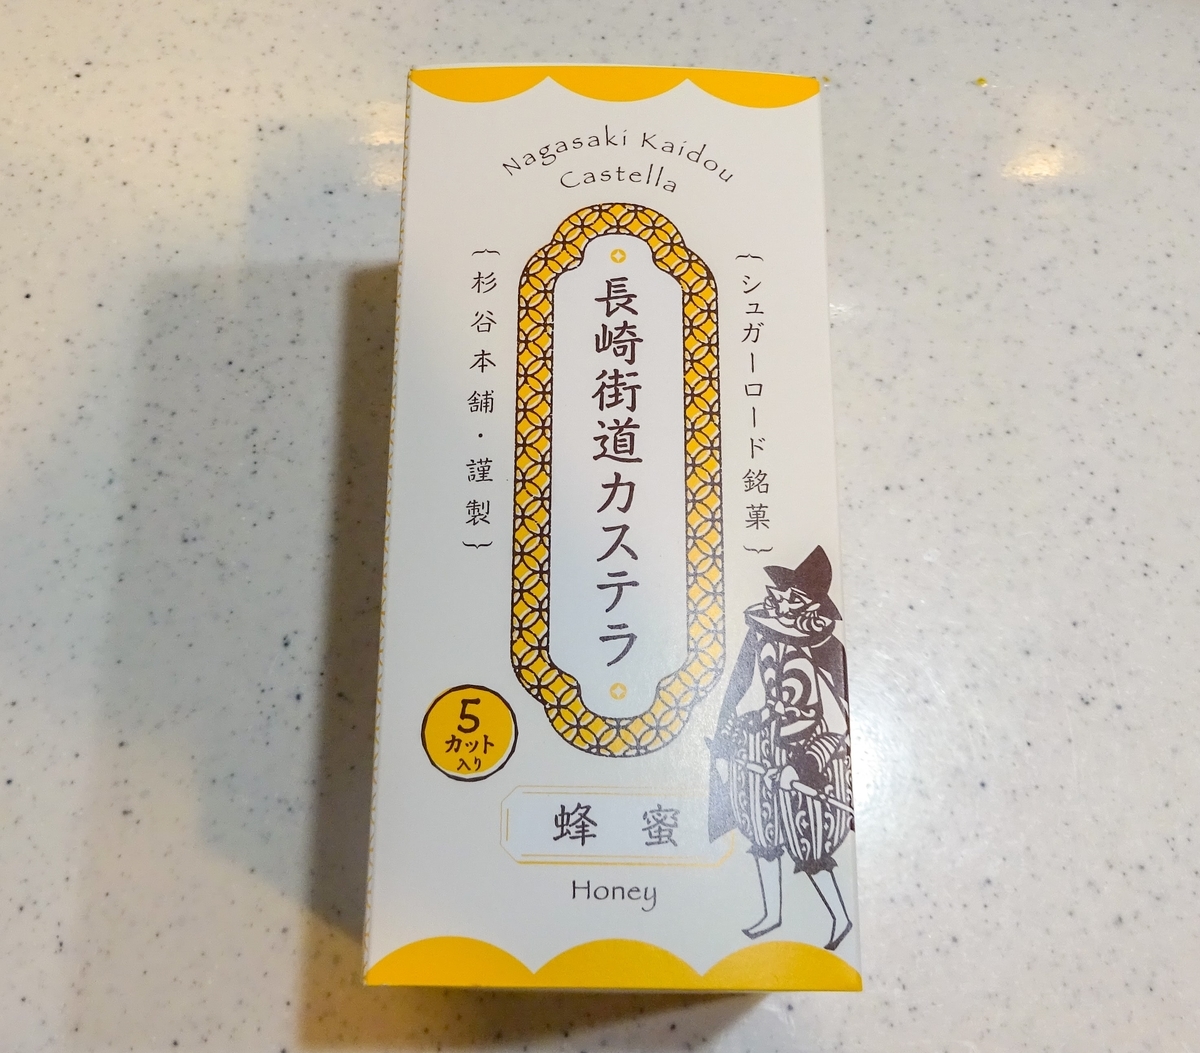 Nagasaki Kaidou
Castella
シュガーロード銘菓
長崎街道カステラ
杉谷本舗・謹製
5
カット
入り
蜂蜜
Honey